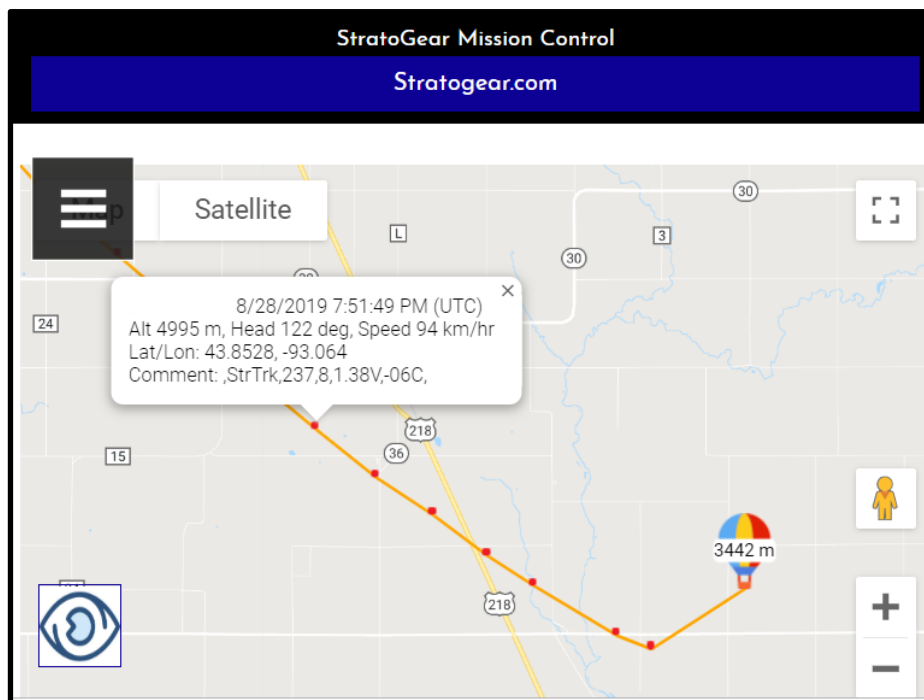 StratoGear Mission Control
Stratogear.com
Map
Satellite
30
L
3
30
24
8/28/2019 7:51:49 PM (UTC)
Alt 4995 m, Head 122 deg, Speed 94 km/hr
Lat/Lon: 43.8528, -93.064
Comment: ,StrTrk,237,8,1.38V,-06C,
218
36
15
3442 m
218